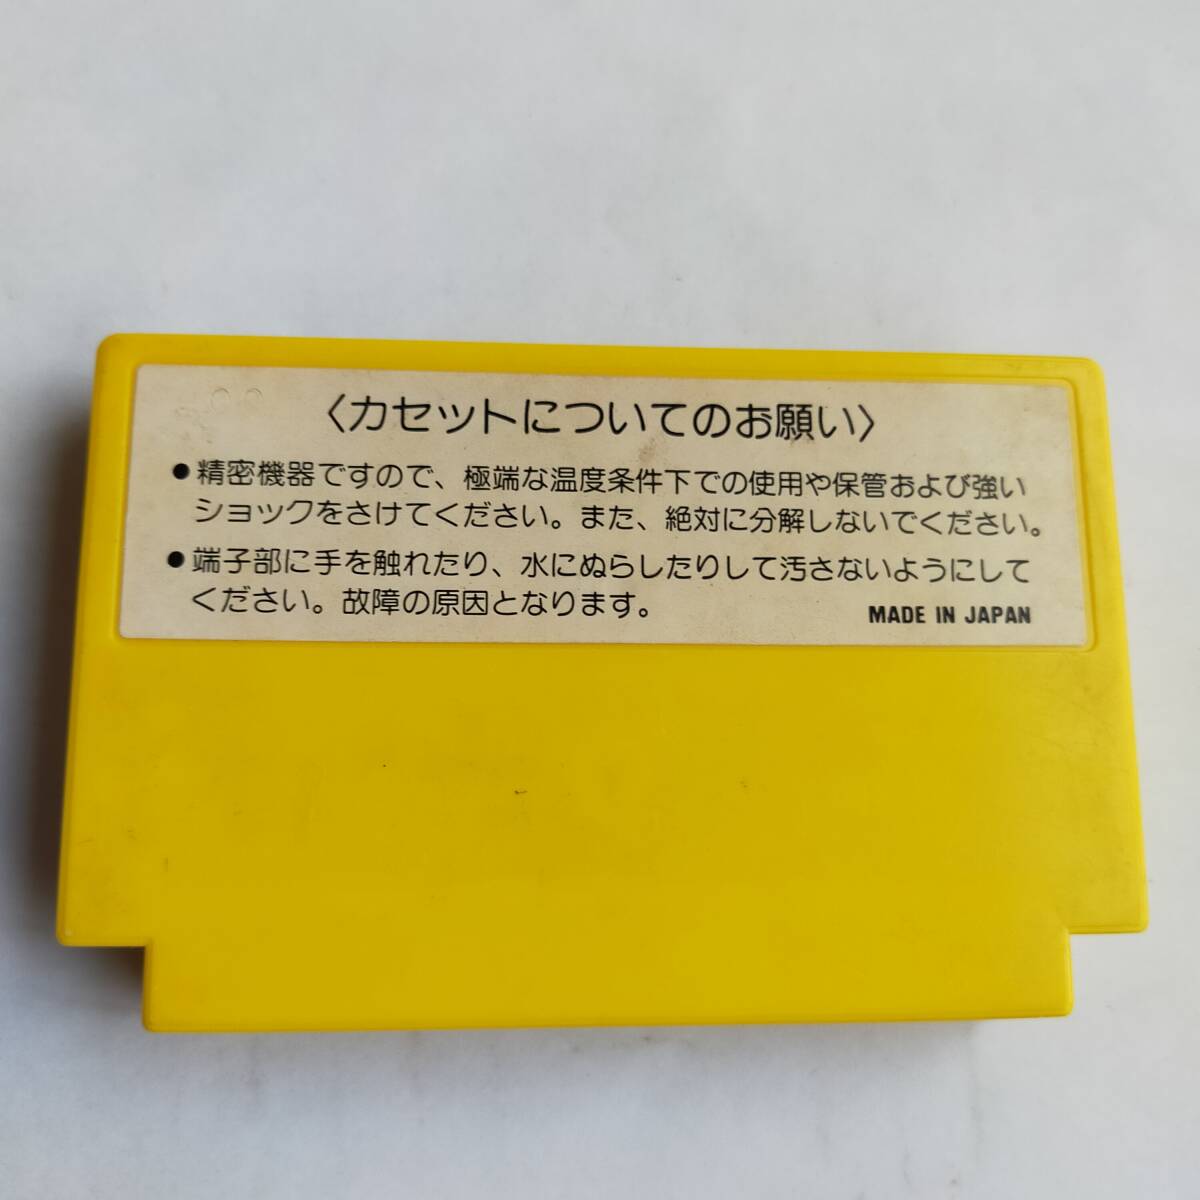 〈カセットについてのお願い〉
●精密機器ですので、極端な温度条件下での使用や保管および強い
ショックをさけてください。また、絶対に分解しないでください。
●端子部に手を触れたり、水にぬらしたりして汚さないようにして
ください。故障の原因となります。
MADE IN JAPAN